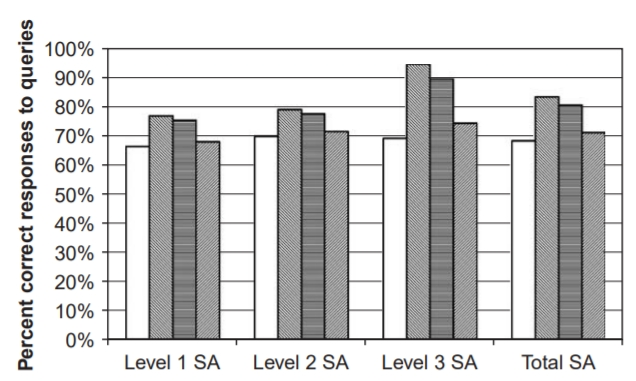 Percent correct responses to queries
100%
90%
80%
70%
60%
50%
40%
30%
20%
10%
0%
Level 1 SA
Level 2 SA
Level 3 SA
Total SA